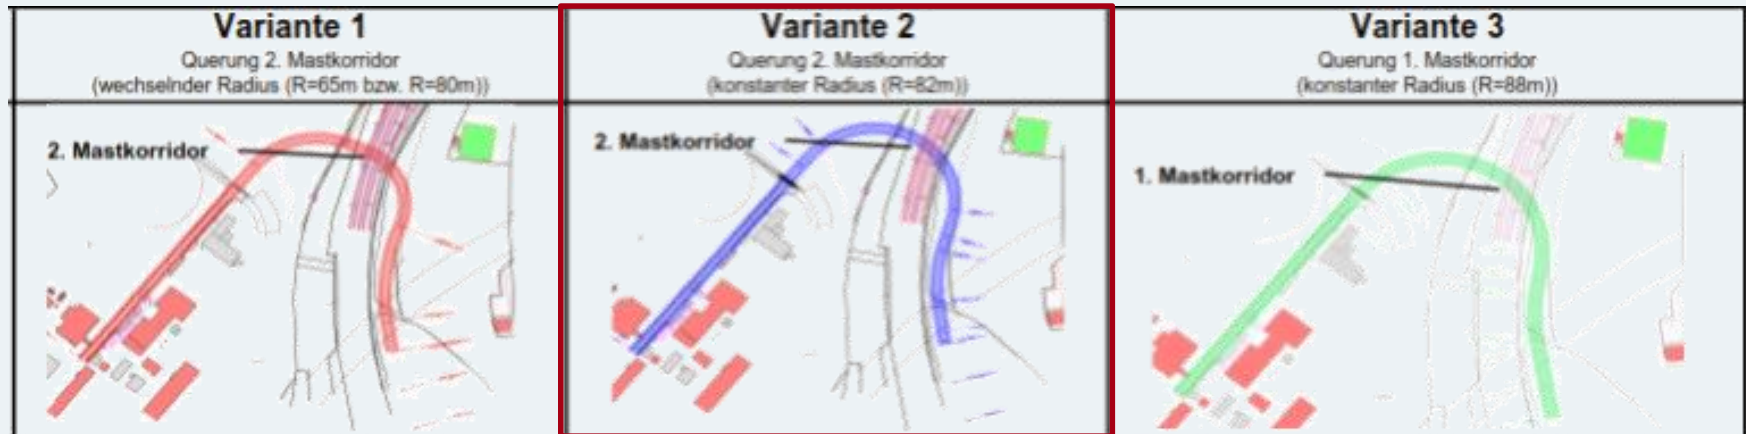 Variante 1
Querung 2. Mastkorridor
(wechselnder Radius (R=65m bzw. R=80m))
2. Mastkorridor
Variante 2
Querung 2. Mastkorridor
(konstanter Radius (R=82m))
2. Mastkorridor
Variante 3
Querung 1. Mastkorridor
(konstanter Radius (R=88m))
1. Mastkorridor